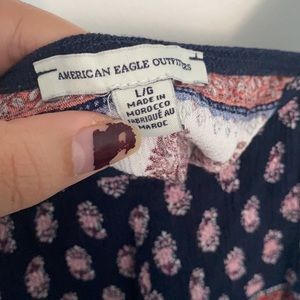 AMERICAN EAGLE OUTFITTERS
L/G
MADE IN
MOROCCO
FABRIQUÉ AU
MAROC